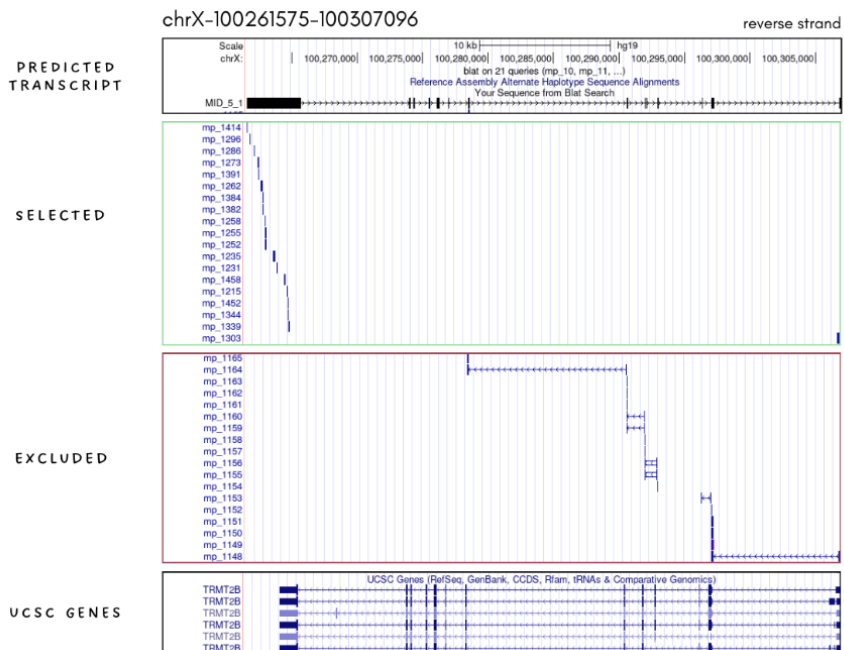 chrX-100261575-100307096
reverse strand
PREDICTED
TRANSCRIPT
Scale 10 kb hg19
chrX: 100,270,000 100,275,000 100,280,000 100,285,000 100,290,000 100,295,000 100,300,000 100,305,000
blat on 21 queries (mp_10, mp_11, ...)
Reference Assembly Alternate Haplotype Sequence Alignments
Your Sequence from Blat Search
MID_5_1
SELECTED
mp_1414
mp_1296
mp_1286
mp_1273
mp_1391
mp_1262
mp_1384
mp_1382
mp_1258
mp_1255
mp_1252
mp_1235
mp_1231
mp_1458
mp_1215
mp_1452
mp_1344
mp_1339
mp_1303
EXCLUDED
mp_1165
mp_1164
mp_1163
mp_1162
mp_1161
mp_1160
mp_1159
mp_1158
mp_1157
mp_1156
mp_1155
mp_1154
mp_1153
mp_1152
mp_1151
mp_1150
mp_1149
mp_1148
UCSC GENES
UCSC Genes (RefSeq, GenBank, CCDS, Rfam, tRNAs & Comparative Genomics)
TRMT2B
TRMT2B
TRMT2B
TRMT2B
TRMT2B
TRMT2B